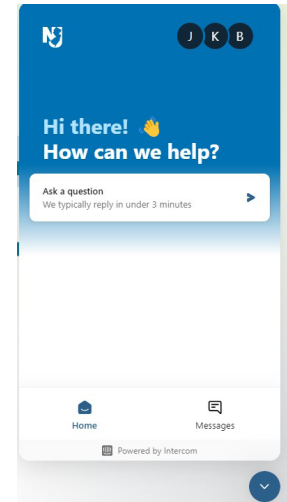 NJ
J K B
Hi there! 👋
How can we help?
Ask a question
We typically reply in under 3 minutes
Home
Messages
Powered by Intercom